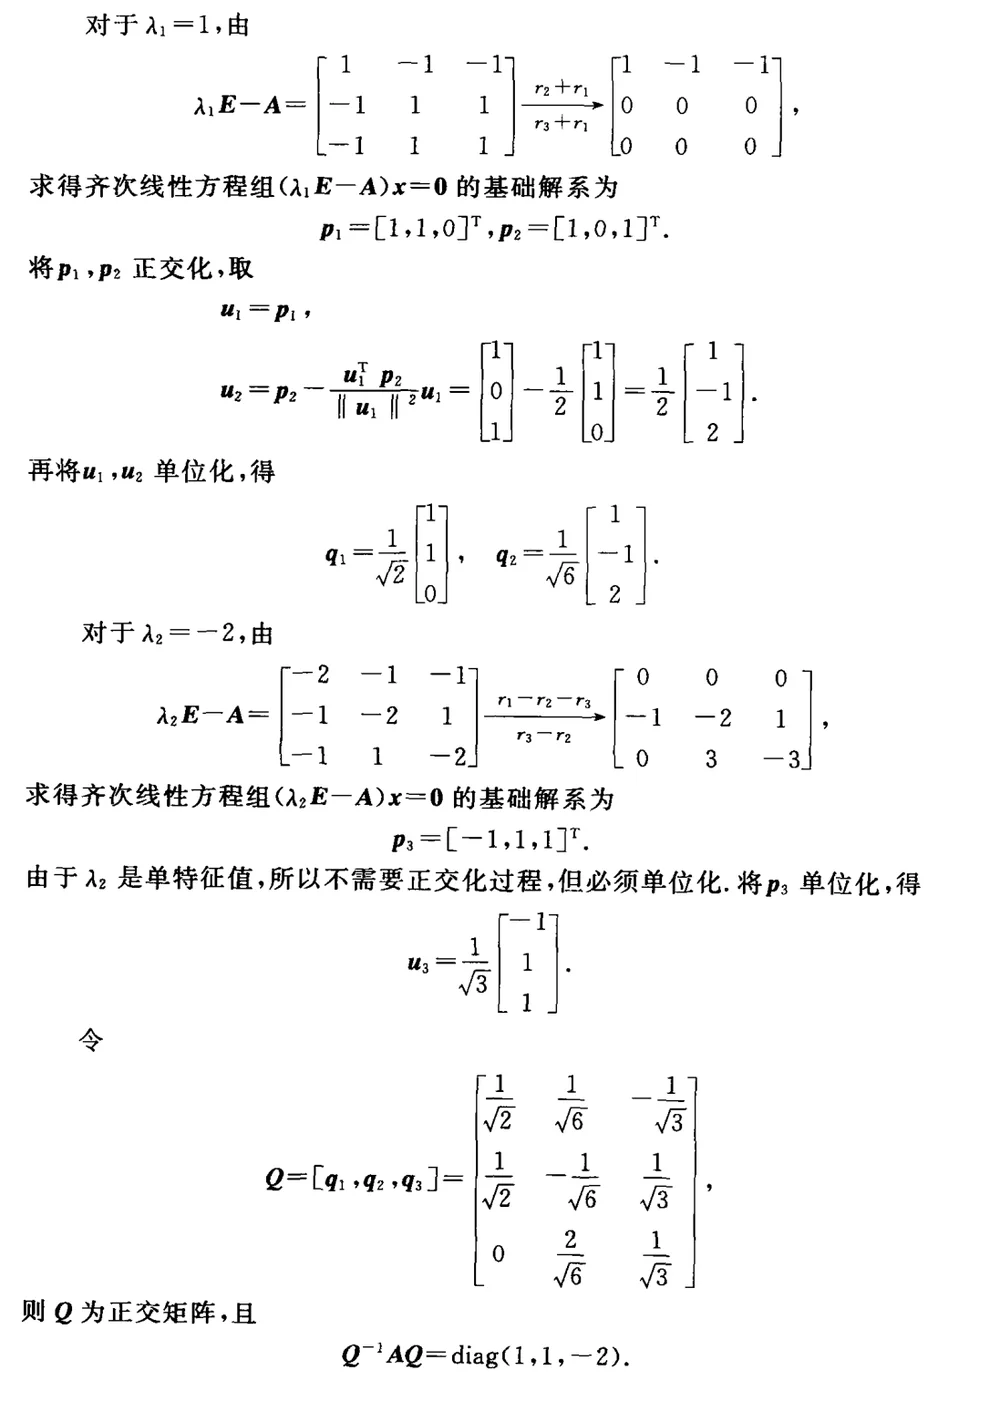 对于 λ₁=1,由
λ₁E−A=[1 −1 −1; −1 1 1; −1 1 1] —(r₂+r₁, r₃+r₁)→ [1 −1 −1; 0 0 0; 0 0 0],
求得齐次线性方程组(λ₁E−A)x=0 的基础解系为
p₁=[1,1,0]ᵀ,p₂=[1,0,1]ᵀ.
将p₁,p₂ 正交化,取
u₁=p₁,
u₂=p₂−(u₁ᵀ p₂)/(‖u₁‖²)u₁=[1; 0; 1]−1/2[1; 1; 0]=1/2[1; −1; 2].
再将u₁,u₂ 单位化,得
q₁=1/√2[1; 1; 0], q₂=1/√6[1; −1; 2].
对于 λ₂=−2,由
λ₂E−A=[−2 −1 −1; −1 −2 1; −1 1 −2] —(r₁−r₂−r₃, r₃−r₂)→ [0 0 0; −1 −2 1; 0 3 −3],
求得齐次线性方程组(λ₂E−A)x=0 的基础解系为
p₃=[−1,1,1]ᵀ.
由于 λ₂ 是单特征值,所以不需要正交化过程,但必须单位化.将p₃ 单位化,得
u₃=1/√3[−1; 1; 1].
令
Q=[q₁,q₂,q₃]=[1/√2 1/√6 −1/√3; 1/√2 −1/√6 1/√3; 0 2/√6 1/√3],
则 Q 为正交矩阵,且
Q⁻¹AQ=diag(1,1,−2).